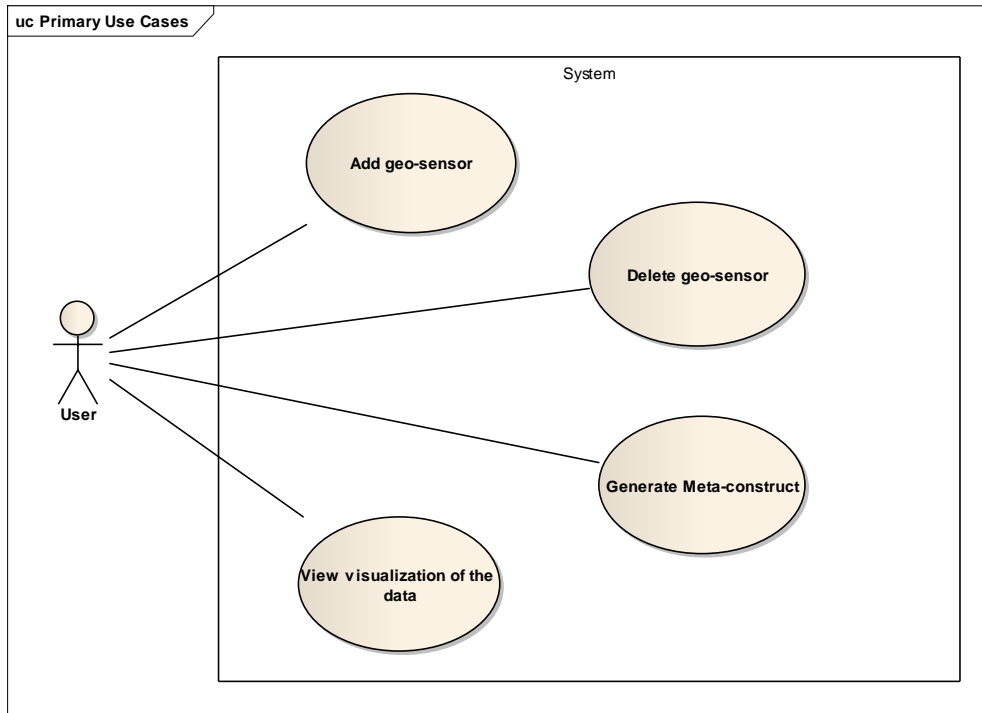 uc Primary Use Cases
System
Add geo-sensor
Delete geo-sensor
User
Generate Meta-construct
View visualization of the
data